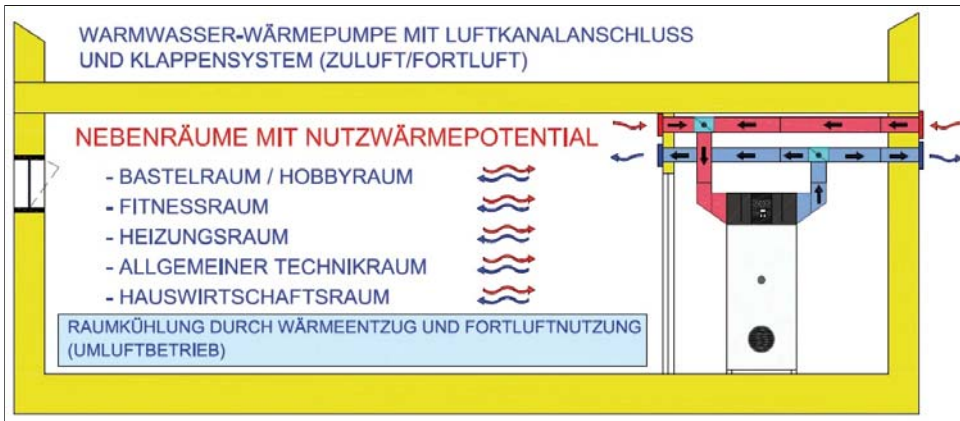 WARMWASSER-WÄRMEPUMPE MIT LUFTKANALANSCHLUSS
UND KLAPPENSYSTEM (ZULUFT/FORTLUFT)
NEBENRÄUME MIT NUTZWÄRMEPOTENTIAL
- BASTELRAUM / HOBBYRAUM
- FITNESSRAUM
- HEIZUNGSRAUM
- ALLGEMEINER TECHNIKRAUM
- HAUSWIRTSCHAFTSRAUM
RAUMKÜHLUNG DURCH WÄRMEENTZUG UND FORTLUFTNUTZUNG
(UMLUFTBETRIEB)